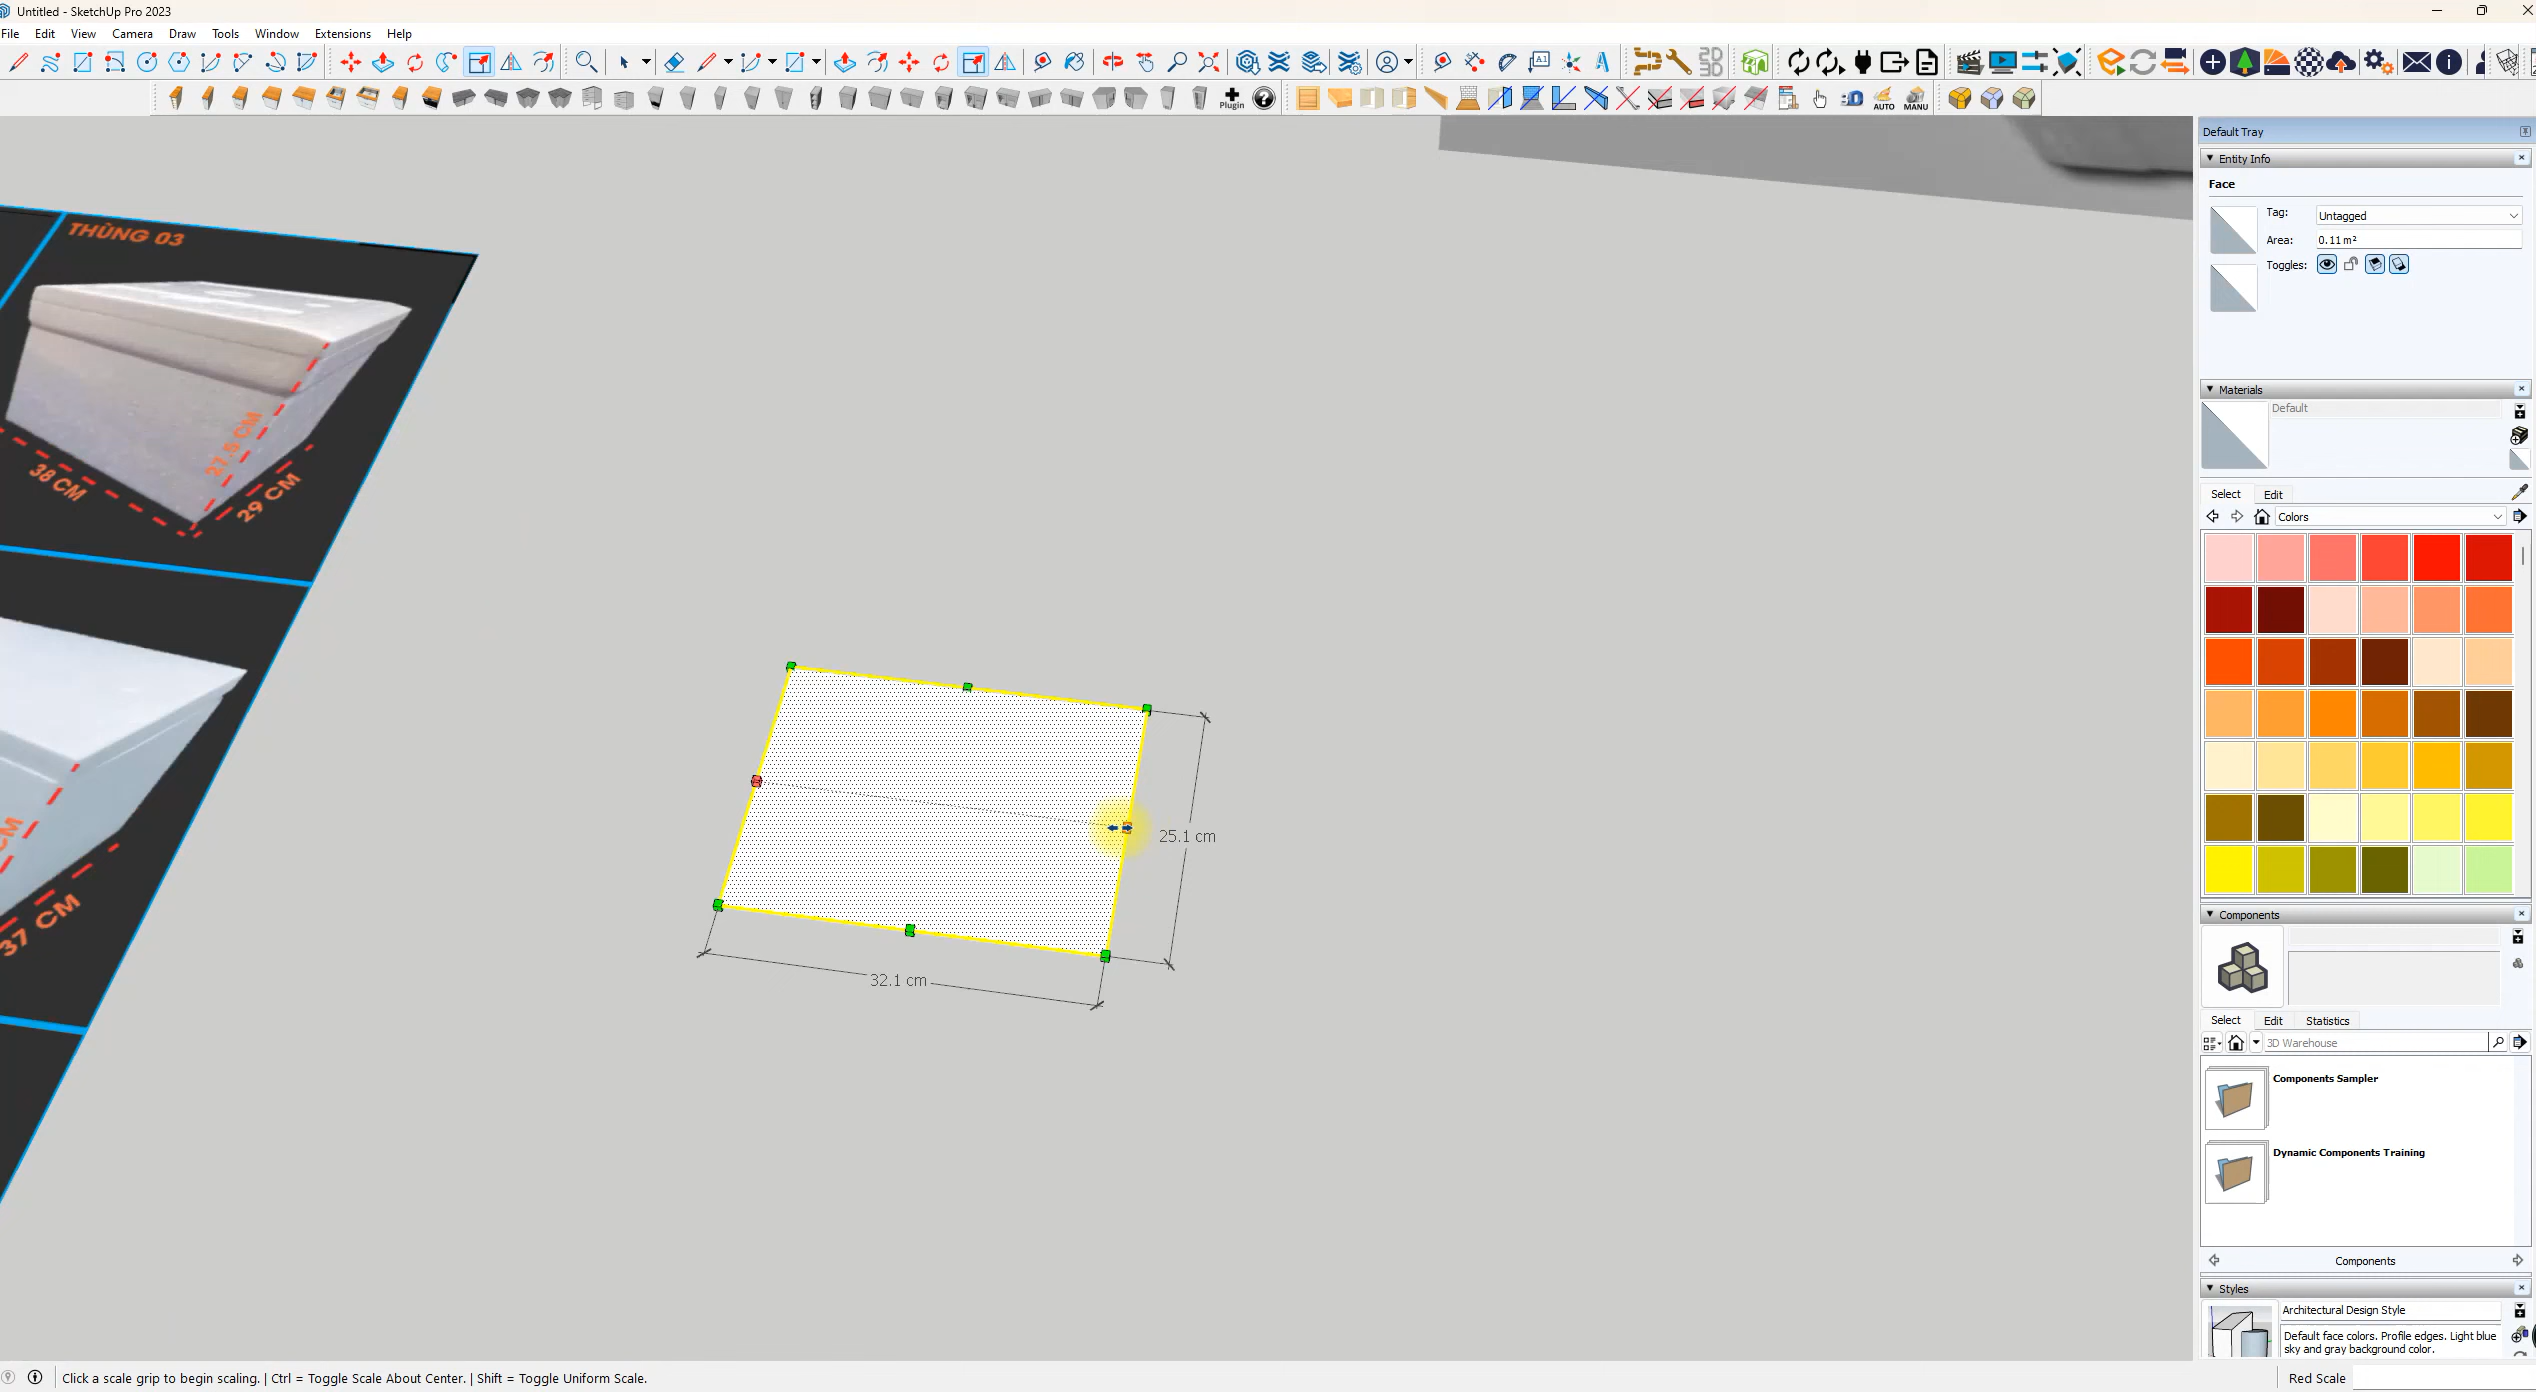 Untitled - SketchUp Pro 2023
File Edit View Camera Draw Tools Window Extensions Help
A1
2D
3D
Plugin
AUTO
MANU
THÙNG 03
27.5 CM
38 CM
29 CM
CM
37 CM
25.1 cm
32.1 cm
Default Tray
Entity Info
Face
Tag: Untagged
Area: 0.11 m²
Toggles:
Materials
Default
Select Edit
Colors
Components
Select Edit Statistics
3D Warehouse
Components Sampler
Dynamic Components Training
Components
Styles
Architectural Design Style
Default face colors. Profile edges. Light blue
sky and gray background color.
Click a scale grip to begin scaling. | Ctrl = Toggle Scale About Center. | Shift = Toggle Uniform Scale.
Red Scale